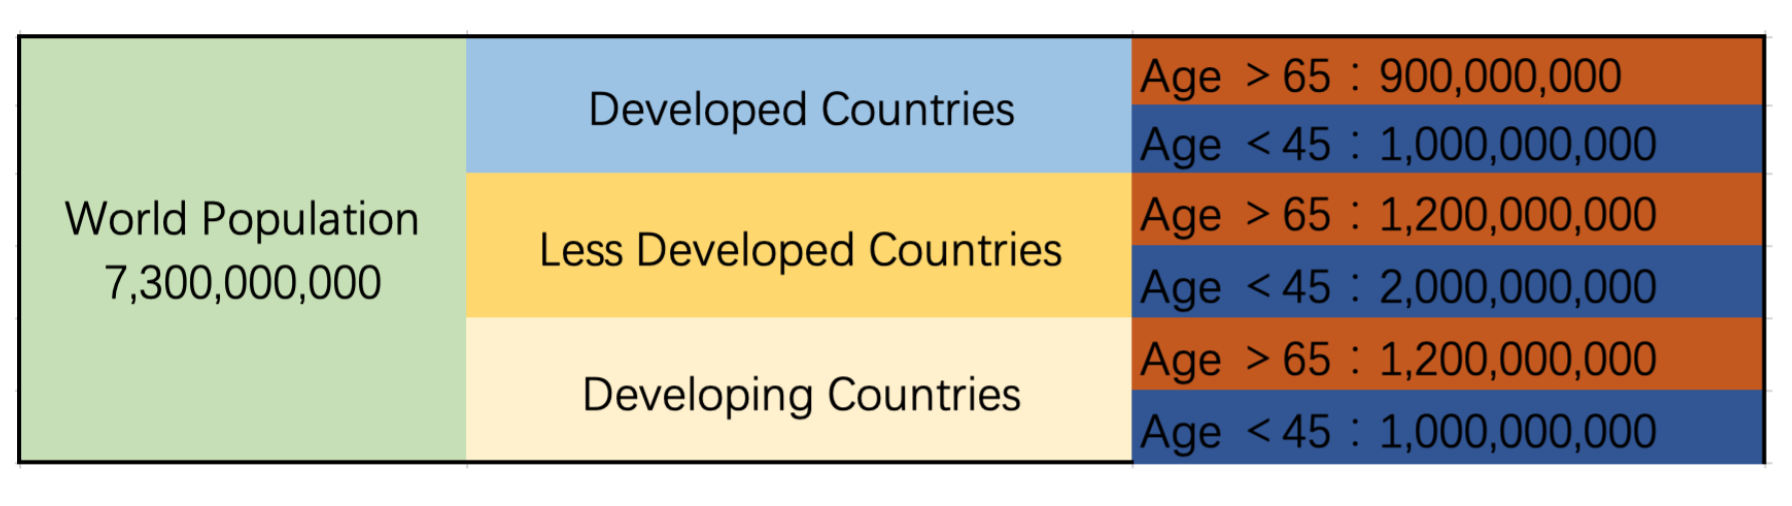 World Population
7,300,000,000
Developed Countries
Age > 65：900,000,000
Age < 45：1,000,000,000
Less Developed Countries
Age > 65：1,200,000,000
Age < 45：2,000,000,000
Developing Countries
Age > 65：1,200,000,000
Age < 45：1,000,000,000